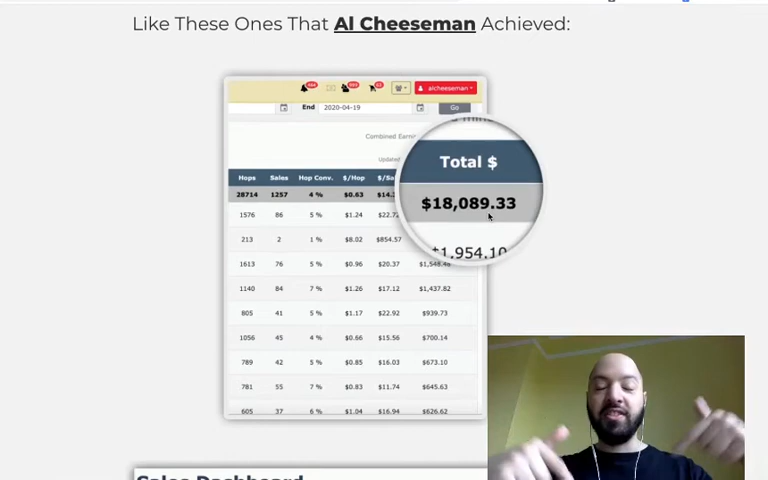 Like These Ones That Al Cheeseman Achieved:
alcheeseman
End 2020-04-19 Go
Combined Earni
Updated
Hops Sales Hop Conv. $/Hop $/Sa Total $
28714 1257 4 % $0.63 $14. $18,089.33
1576 86 5 % $1.24 $22.72 $1,954.10
213 2 1 % $8.02 $854.57
1613 76 5 % $0.96 $20.37 $1,548.46
1140 84 7 % $1.26 $17.12 $1,437.82
805 41 5 % $1.17 $22.92 $939.73
1056 45 4 % $0.66 $15.56 $700.14
789 42 5 % $0.85 $16.03 $673.10
781 55 7 % $0.83 $11.74 $645.63
605 37 6 % $1.04 $16.94 $626.62
Sales Dashboard